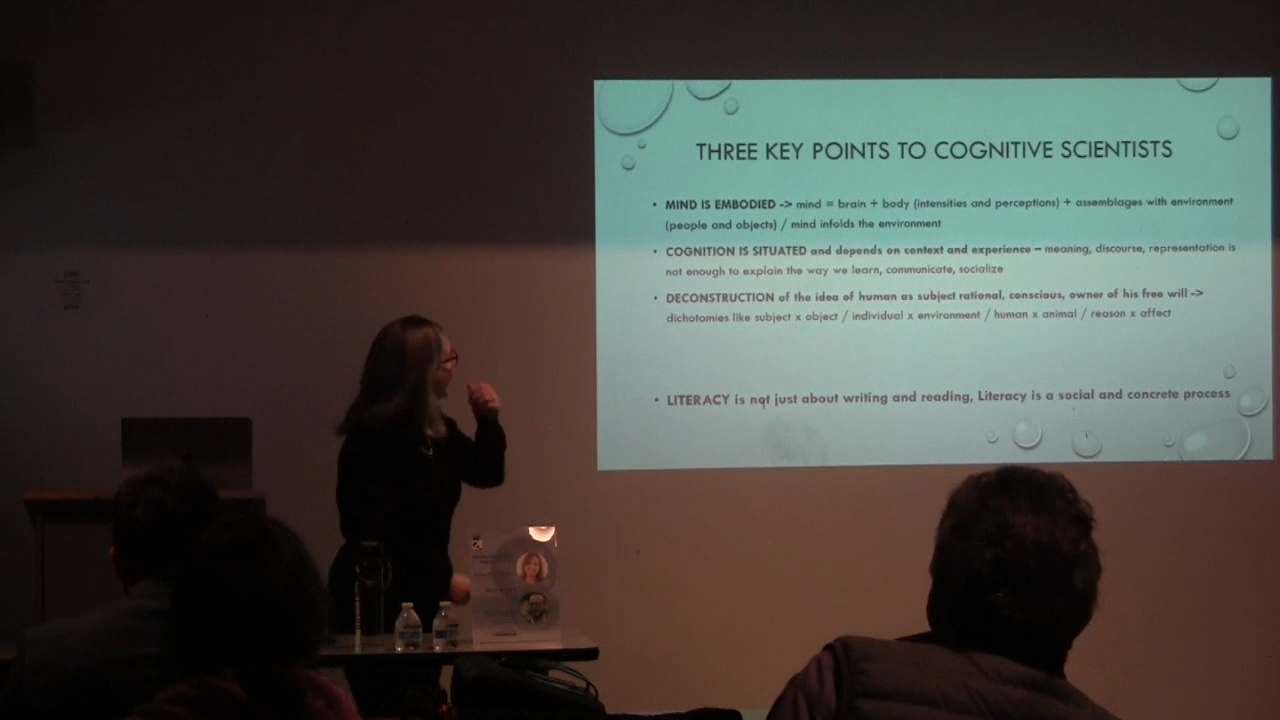 THREE KEY POINTS TO COGNITIVE SCIENTISTS
• MIND IS EMBODIED -> mind = brain + body (intensities and perceptions) + assemblages with environment
(people and objects) / mind infolds the environment
• COGNITION IS SITUATED and depends on context and experience – meaning, discourse, representation is
not enough to explain the way we learn, communicate, socialize
• DECONSTRUCTION of the idea of human as subject rational, conscious, owner of his free will ->
dichotomies like subject x object / individual x environment / human x animal / reason x affect
• LITERACY is not just about writing and reading, Literacy is a social and concrete process